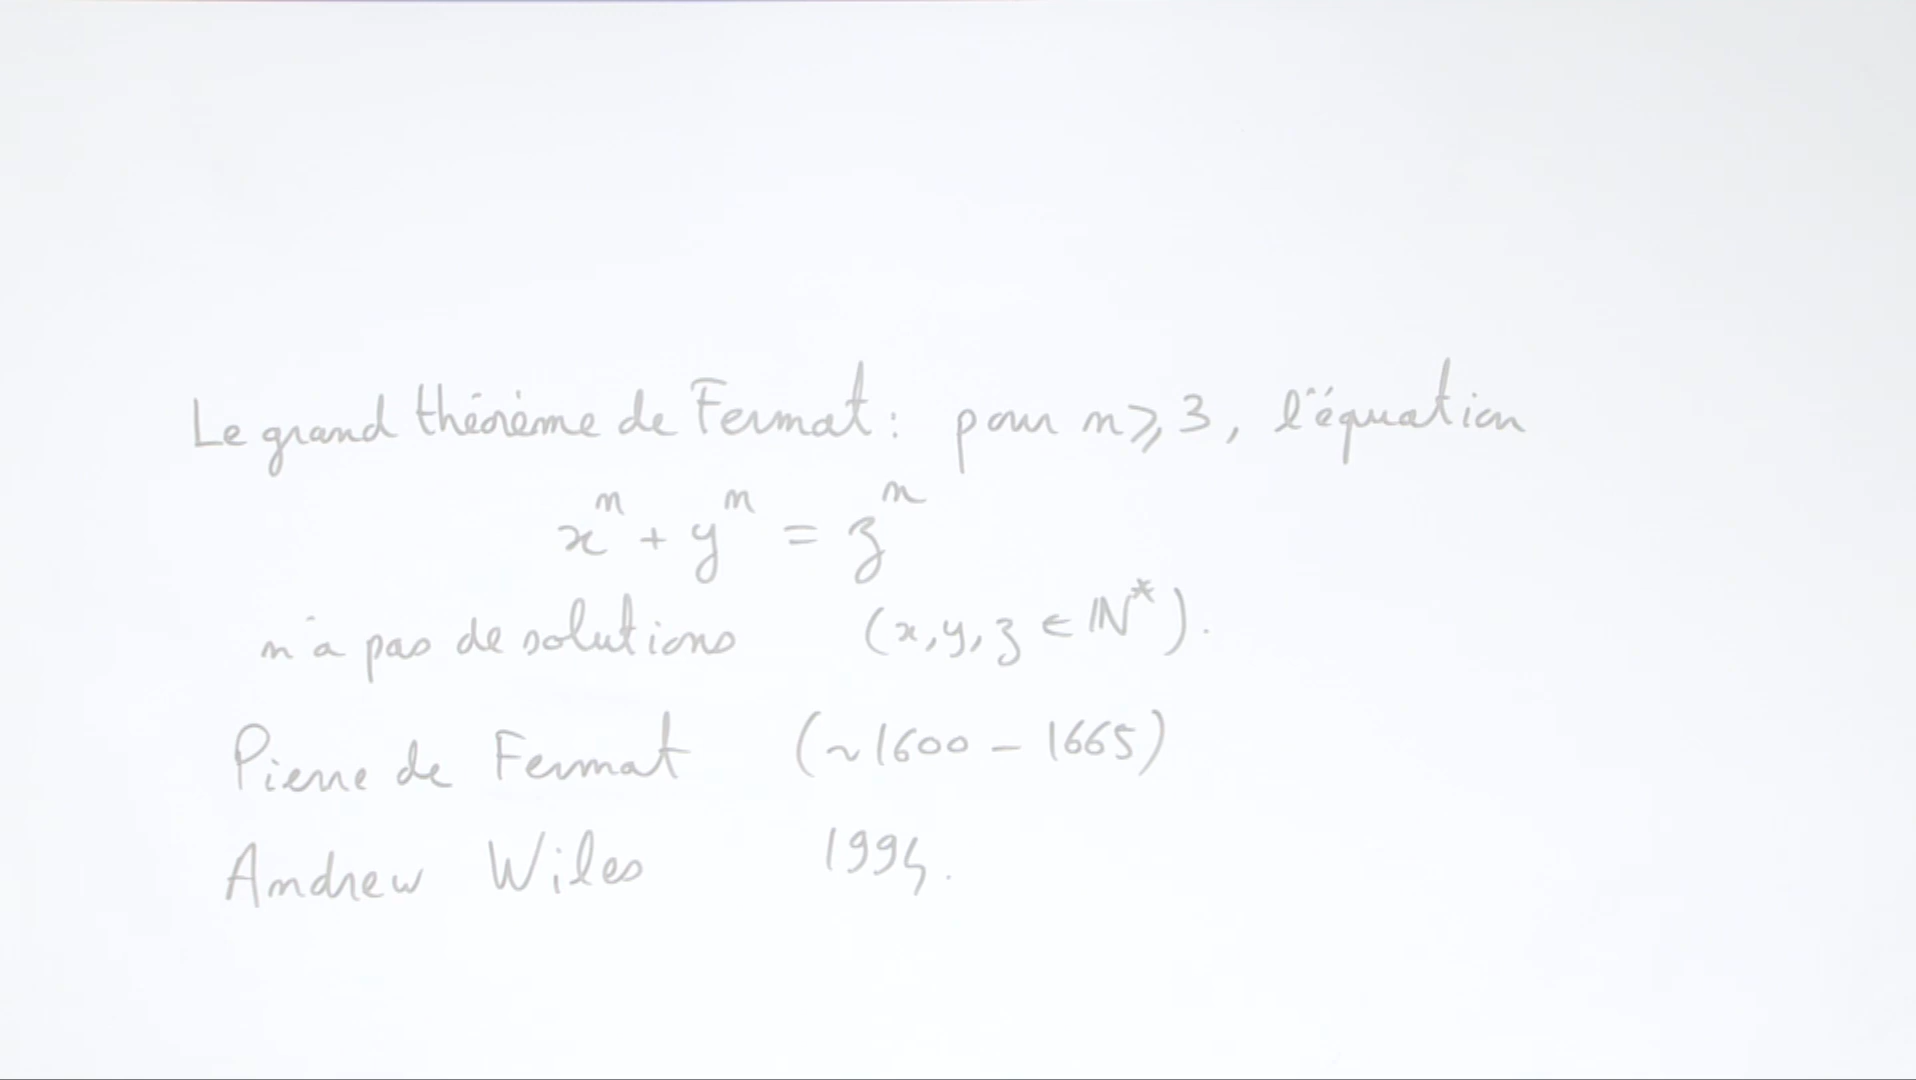 Le grand théorème de Fermat : pour n ⩾ 3, l'équation
xⁿ + yⁿ = zⁿ
n'a pas de solutions (x, y, z ∈ ℕ*).
Pierre de Fermat (~1600 – 1665)
Andrew Wiles 1994.